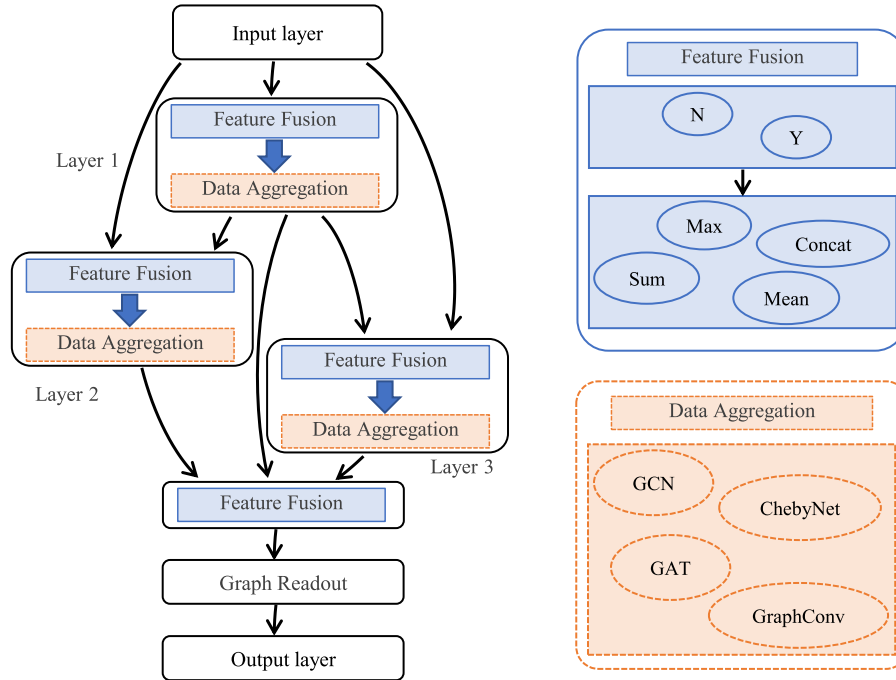 Input layer
Feature Fusion
Layer 1
Data Aggregation
Feature Fusion
Data Aggregation
Layer 2
Feature Fusion
Data Aggregation
Layer 3
Feature Fusion
Graph Readout
Output layer
Feature Fusion
N
Y
Max
Concat
Sum
Mean
Data Aggregation
GCN
ChebyNet
GAT
GraphConv